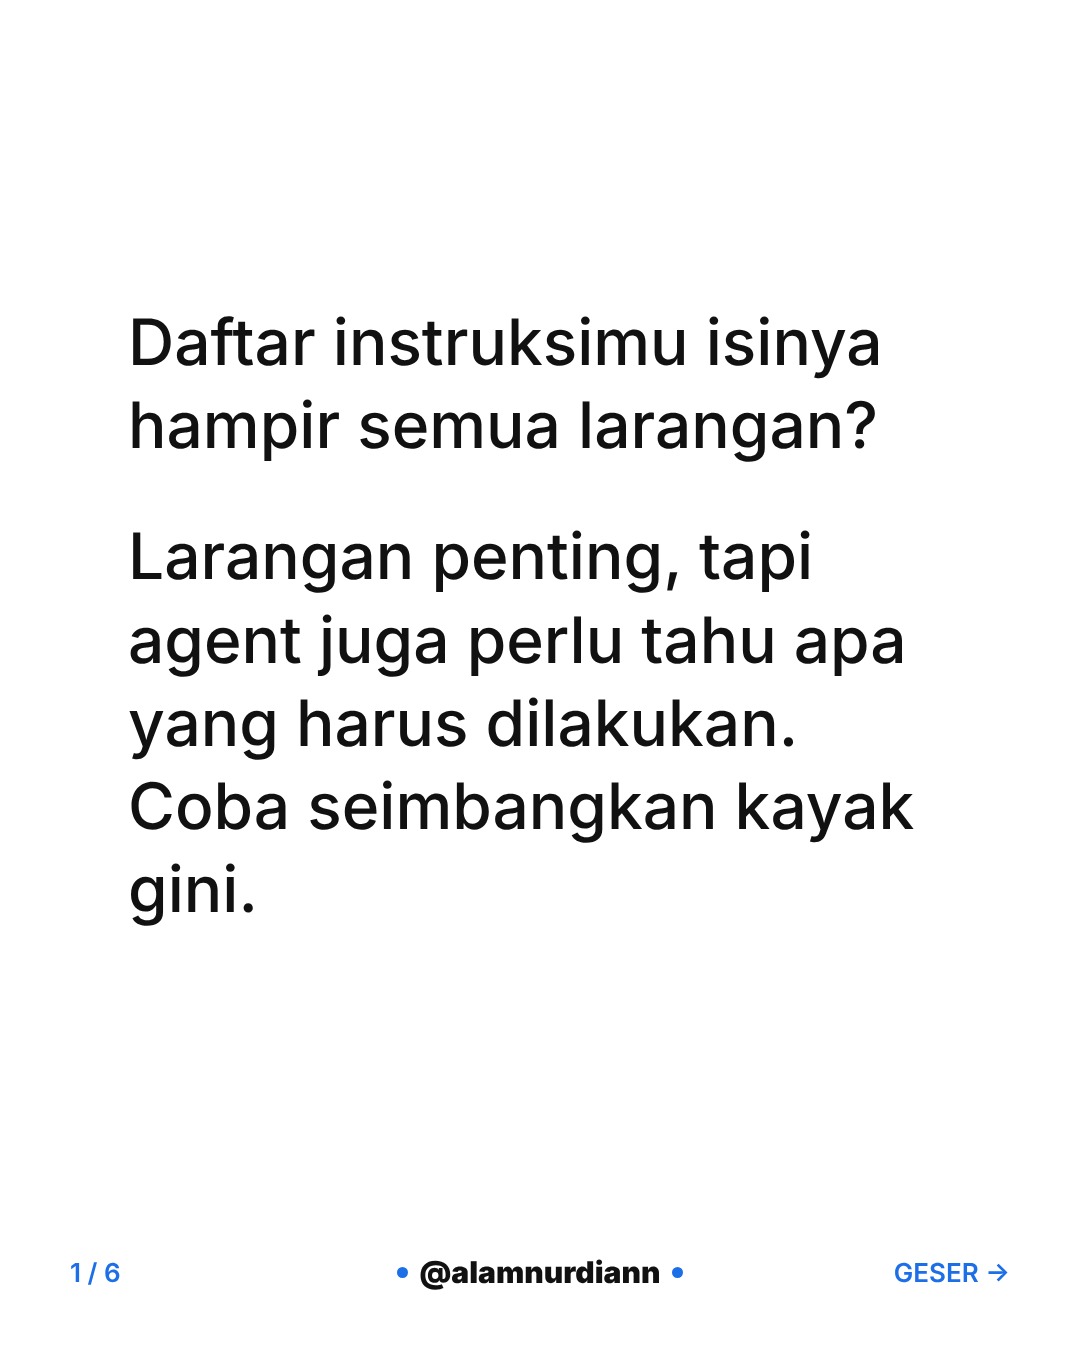 Daftar instruksimu isinya
hampir semua larangan?
Larangan penting, tapi
agent juga perlu tahu apa
yang harus dilakukan.
Coba seimbangkan kayak
gini.
1 / 6
• @alamnurdiann •
GESER →